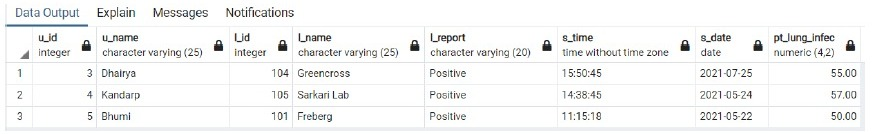 Data Output Explain Messages Notifications
u_id u_name l_id l_name l_report s_time s_date pt_lung_infec
integer character varying (25) integer character varying (25) character varying (20) time without time zone date numeric (4,2)
1 3 Dhairya 104 Greencross Positive 15:50:45 2021-07-25 55.00
2 4 Kandarp 105 Sarkari Lab Positive 14:38:45 2021-05-24 57.00
3 5 Bhumi 101 Freberg Positive 11:15:18 2021-05-22 50.00